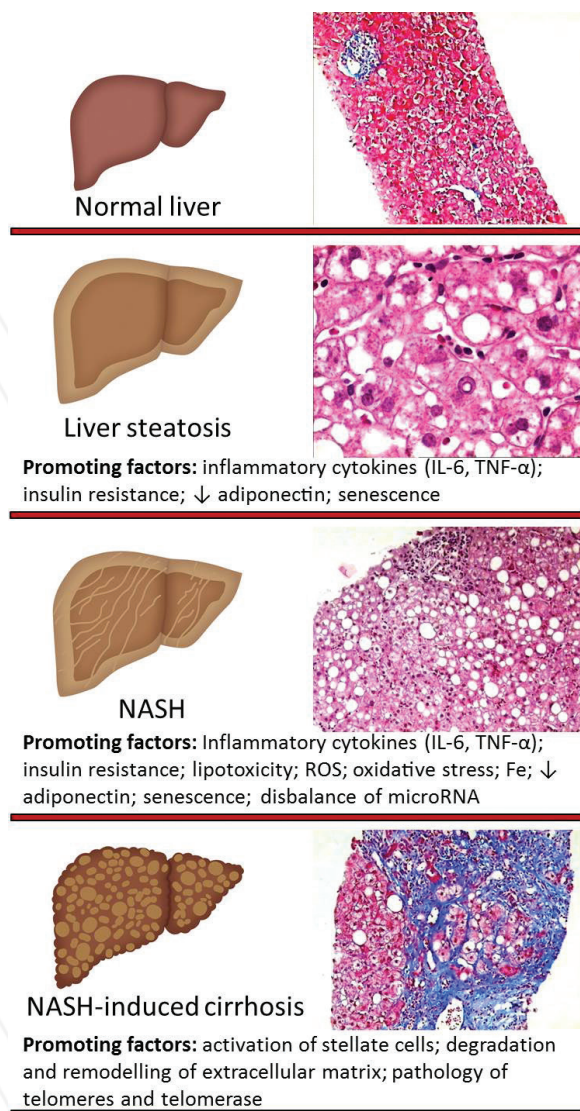 Normal liver
Liver steatosis
Promoting factors: inflammatory cytokines (IL-6, TNF-α);
insulin resistance; ↓ adiponectin; senescence
NASH
Promoting factors: Inflammatory cytokines (IL-6, TNF-α);
insulin resistance; lipotoxicity; ROS; oxidative stress; Fe; ↓
adiponectin; senescence; disbalance of microRNA
NASH-induced cirrhosis
Promoting factors: activation of stellate cells; degradation
and remodelling of extracellular matrix; pathology of
telomeres and telomerase